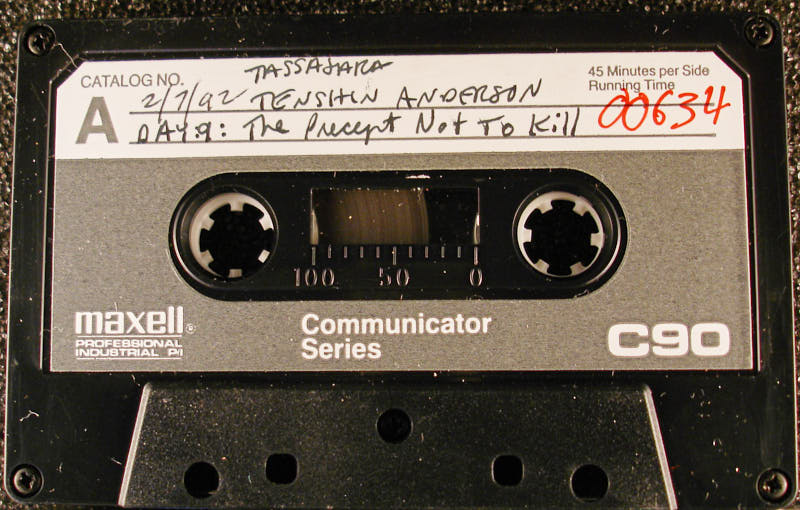 TASSAJARA
CATALOG NO.
45 Minutes per Side
Running Time
A
2/7/92 TENSHIN ANDERSON
00634
DAY 9: The Precept Not To Kill
100 50 0
maxell®
PROFESSIONAL
INDUSTRIAL P/I
Communicator
Series
C90